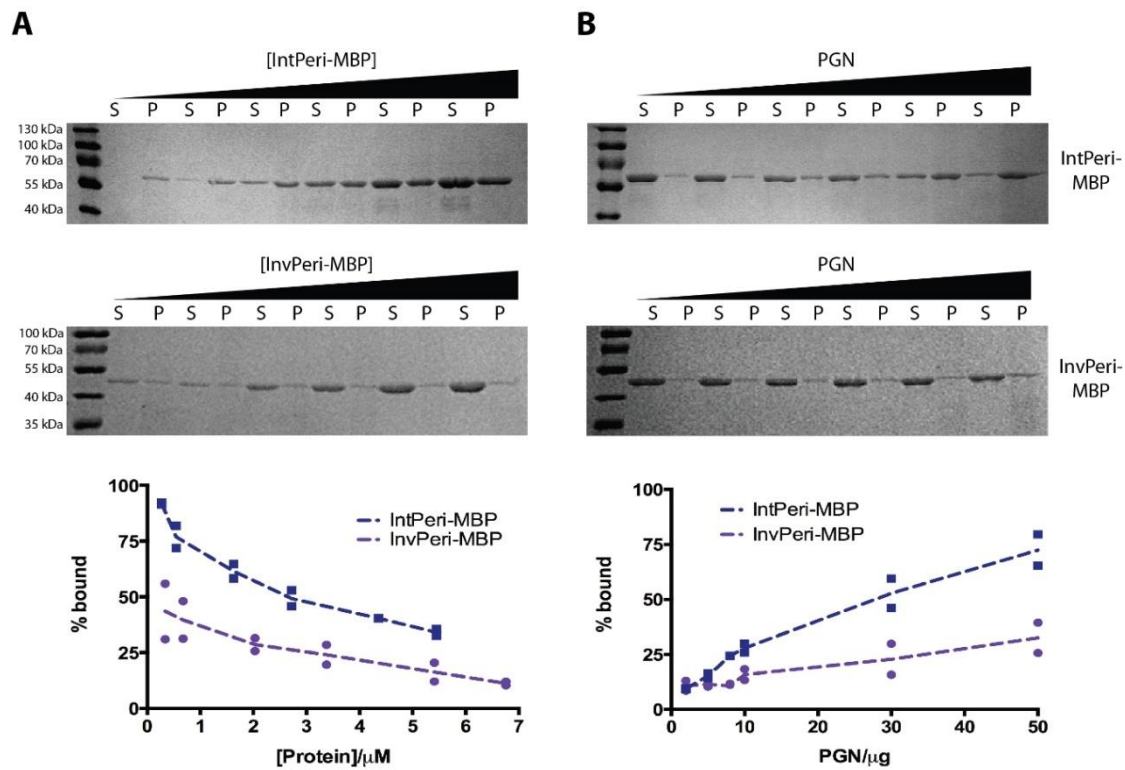 A
B
[IntPeri-MBP]
PGN
S P S P S P S P S P S P
S P S P S P S P S P S P
130 kDa
100 kDa
70 kDa
55 kDa
40 kDa
IntPeri-
MBP
[InvPeri-MBP]
PGN
S P S P S P S P S P S P
S P S P S P S P S P S P
100 kDa
70 kDa
55 kDa
40 kDa
35 kDa
InvPeri-
MBP
100
75
50
25
0
% bound
IntPeri-MBP
InvPeri-MBP
0 1 2 3 4 5 6 7
[Protein]/μM
100
75
50
25
0
% bound
IntPeri-MBP
InvPeri-MBP
0 10 20 30 40 50
PGN/μg